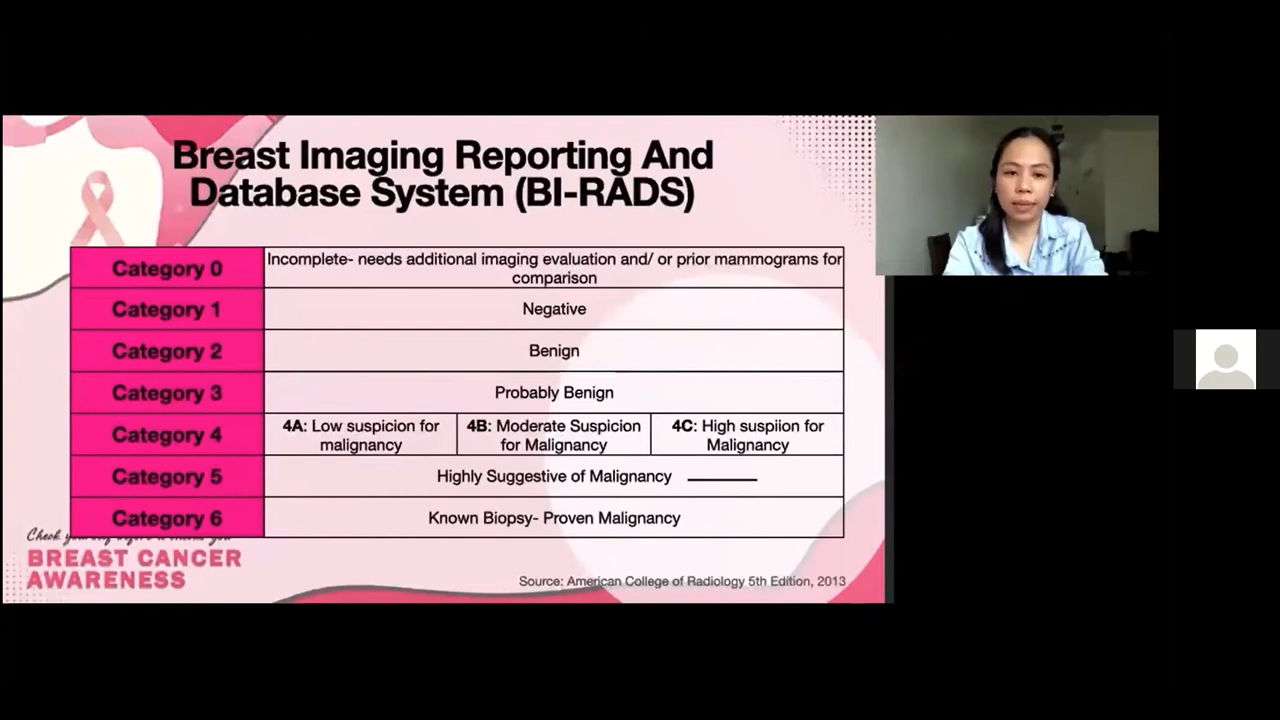 Breast Imaging Reporting And
Database System (BI-RADS)
Category 0
Incomplete- needs additional imaging evaluation and/ or prior mammograms for
comparison
Category 1
Negative
Category 2
Benign
Category 3
Probably Benign
Category 4
4A: Low suspicion for
malignancy
4B: Moderate Suspicion
for Malignancy
4C: High suspiion for
Malignancy
Category 5
Highly Suggestive of Malignancy
Category 6
Known Biopsy- Proven Malignancy
Check
BREAST CANCER
AWARENESS
Source: American College of Radiology 5th Edition, 2013